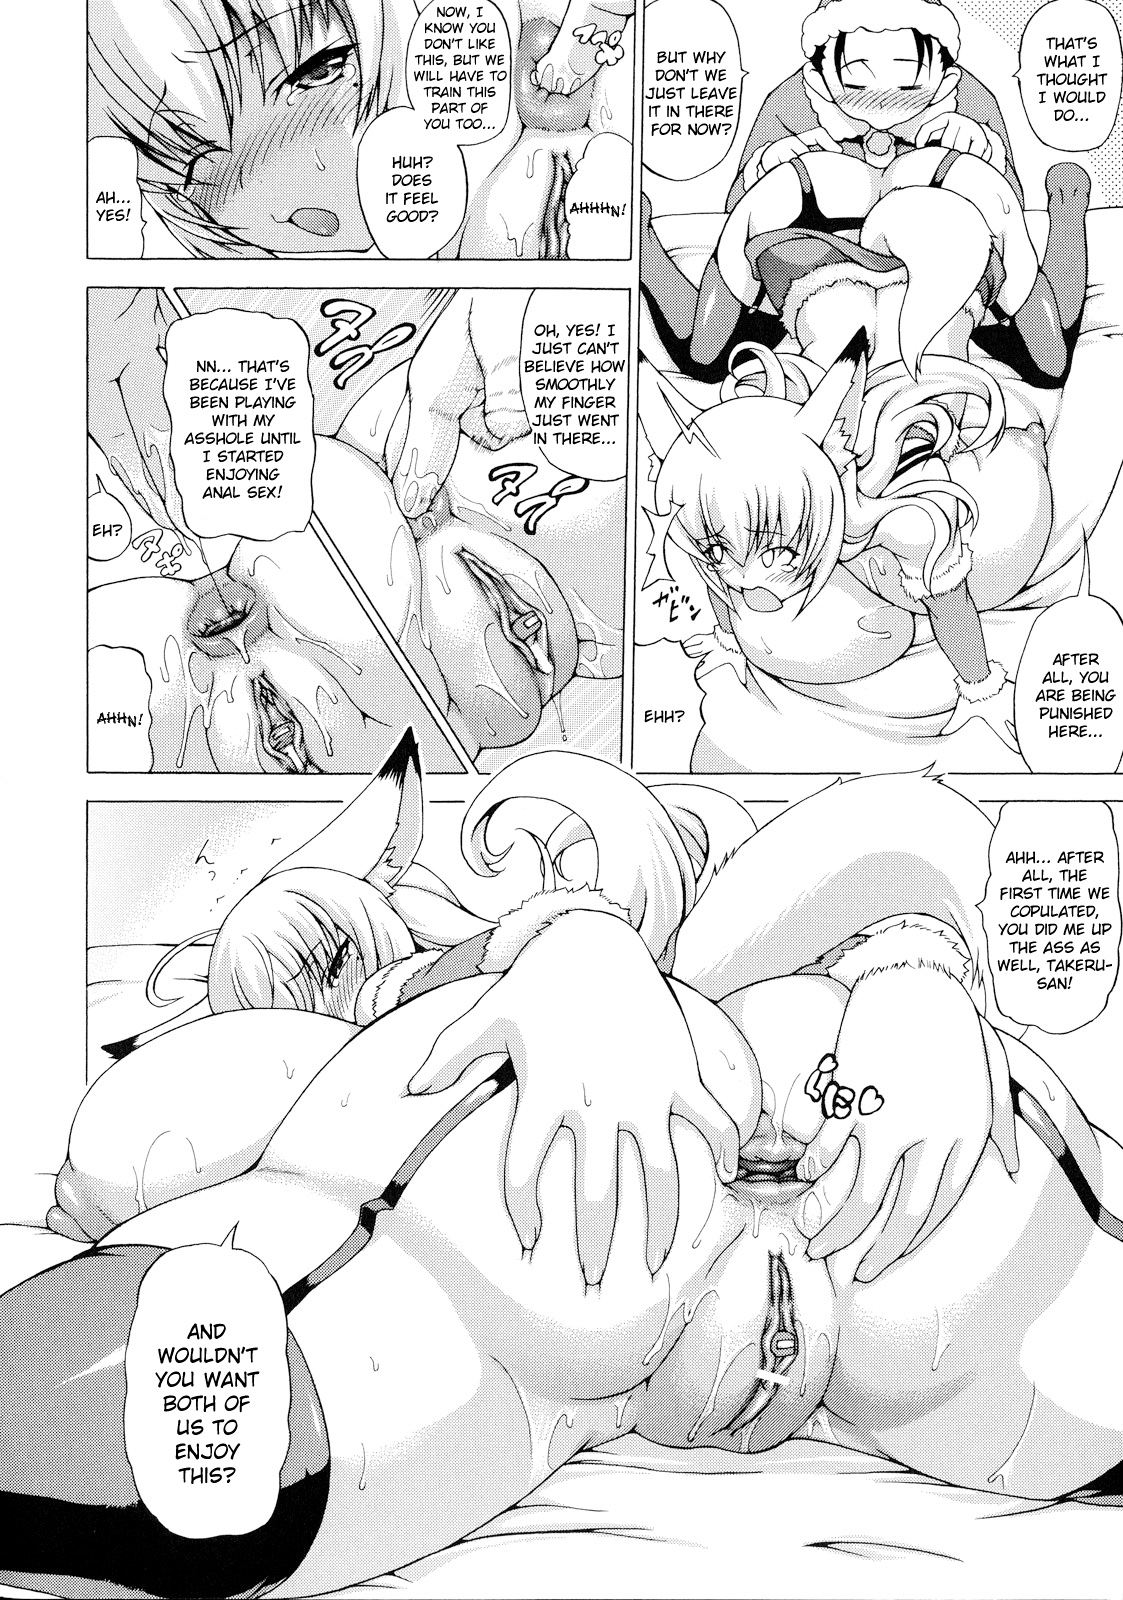 THAT'S
WHAT I
THOUGHT
I WOULD
DO...
BUT WHY
DON'T WE
JUST LEAVE
IT IN THERE
FOR NOW?
ガビン
EHH?
AFTER
ALL, YOU
ARE BEING
PUNISHED
HERE...
NOW, I
KNOW YOU
DON'T LIKE
THIS, BUT WE
WILL HAVE TO
TRAIN THIS
PART OF
YOU TOO...
AHHHN!
HUH?
DOES
IT FEEL
GOOD?
AH...
YES!
OH, YES! I
JUST CAN'T
BELIEVE HOW
SMOOTHLY
MY FINGER
JUST WENT
IN THERE...
NN... THAT'S
BECAUSE I'VE
BEEN PLAYING
WITH MY
ASSHOLE UNTIL
I STARTED
ENJOYING
ANAL SEX!
EH?
AHHN!
AHH... AFTER
ALL, THE
FIRST TIME WE
COPULATED,
YOU DID ME UP
THE ASS AS
WELL, TAKERU-
SAN!
んっ
AND
WOULDN'T
YOU WANT
BOTH OF
US TO
ENJOY
THIS?